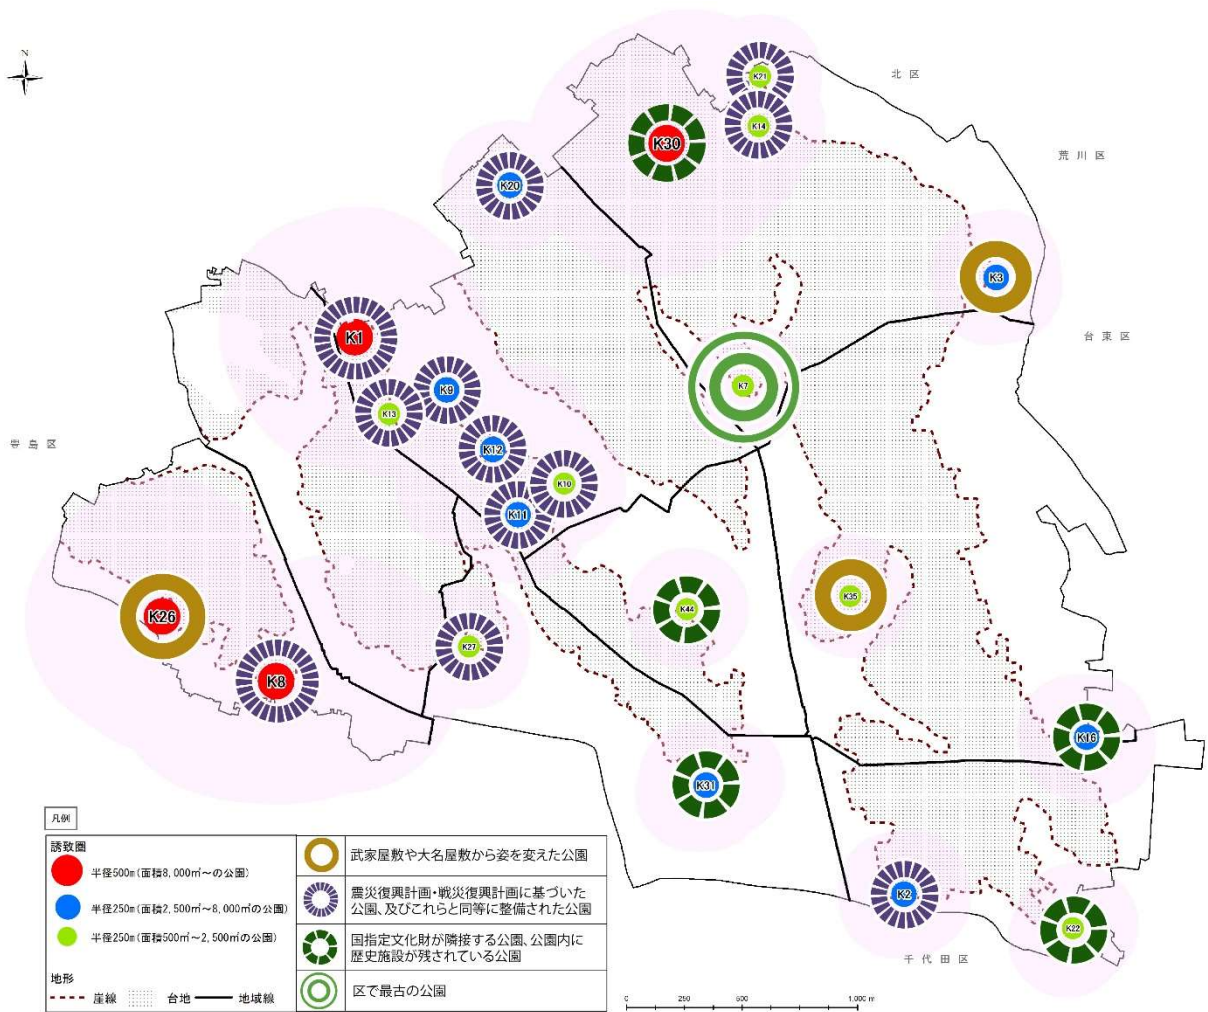 N
北 区
荒 川 区
台 東 区
豊 島 区
千 代 田 区
K21
K14
K30
K20
K3
K1
K7
K9
K13
K12
K10
K11
K26
K44
K35
K27
K8
K16
K31
K2
K22
凡例
誘致圏
半径500m(面積8,000㎡~の公園)
半径250m(面積2,500㎡~8,000㎡の公園)
半径250m(面積500㎡~2,500㎡の公園)
地形
崖線 台地 地域線
武家屋敷や大名屋敷から姿を変えた公園
震災復興計画・戦災復興計画に基づいた
公園、及びこれらと同等に整備された公園
国指定文化財が隣接する公園、公園内に
歴史施設が残されている公園
区で最古の公園
0 250 500 1,000 m